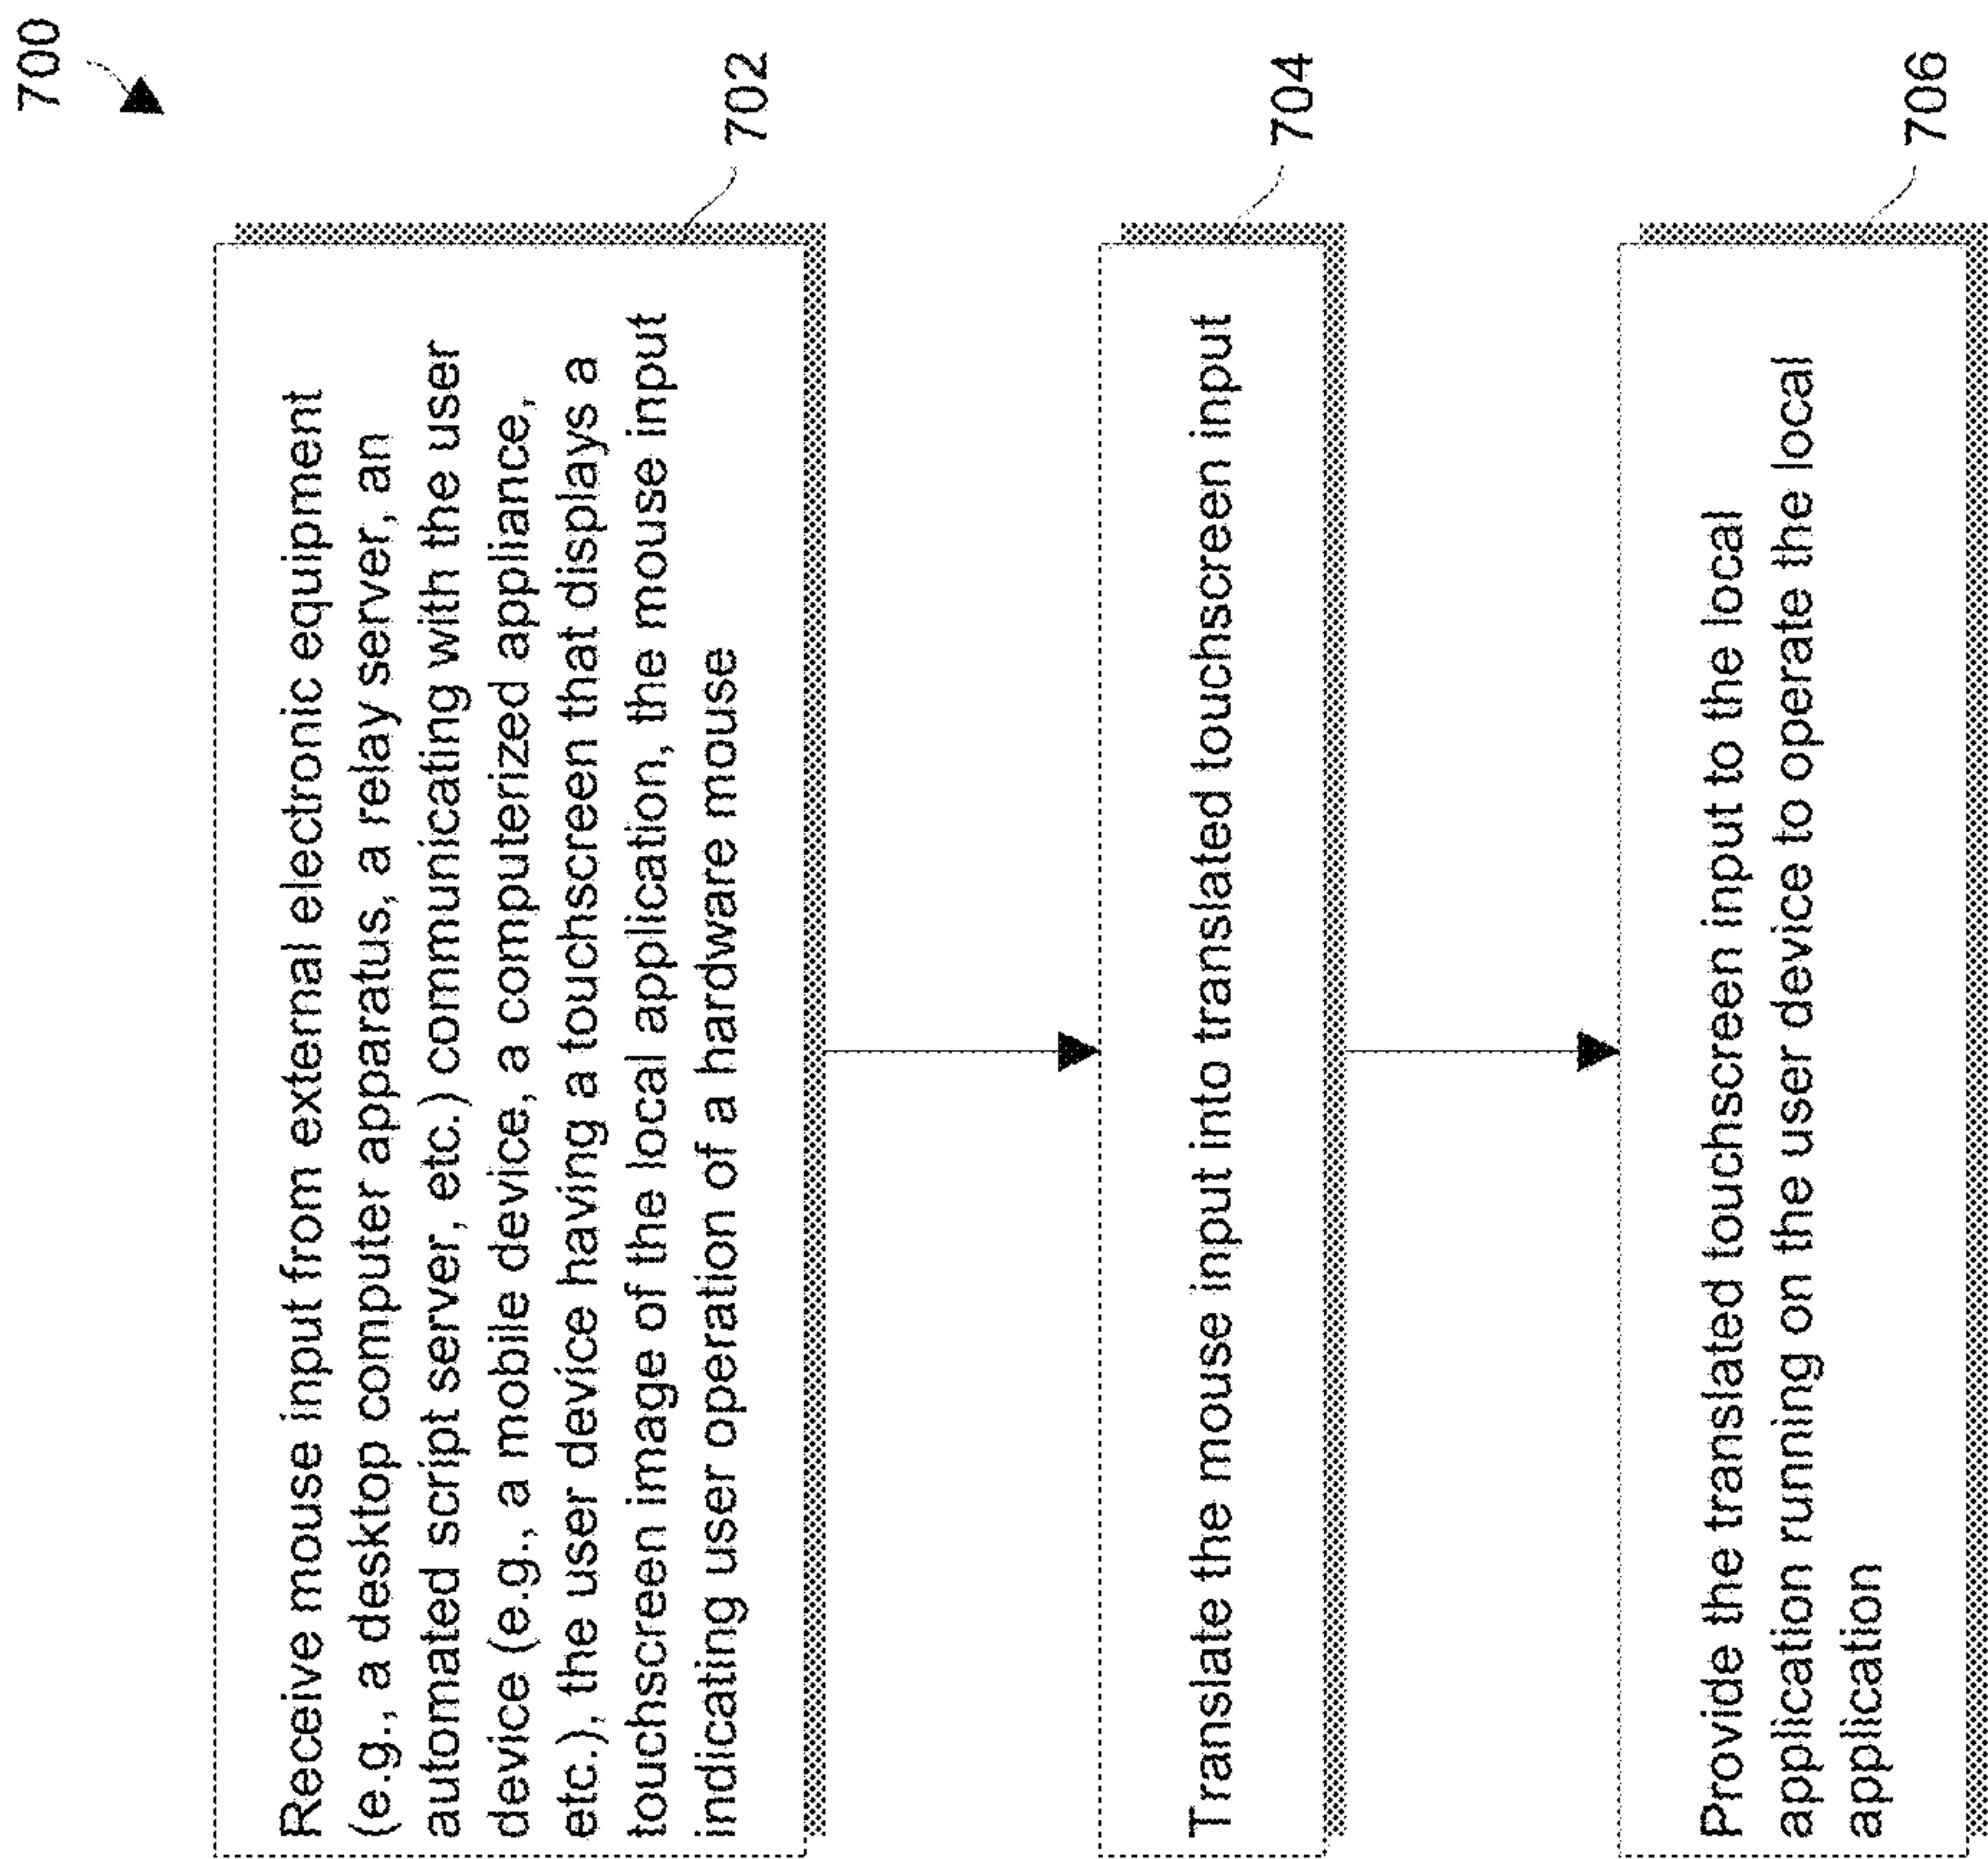 700
Receive mouse input from external electronic equipment
(e.g., a desktop computer apparatus, a relay server, an
automated script server, etc.) communicating with the user
device (e.g., a mobile device, a computerized appliance,
etc.), the user device having a touchscreen that displays a
touchscreen image of the local application, the mouse input
indicating user operation of a hardware mouse
702
Translate the mouse input into translated touchscreen input
704
Provide the translated touchscreen input to the local
application running on the user device to operate the local
application
706